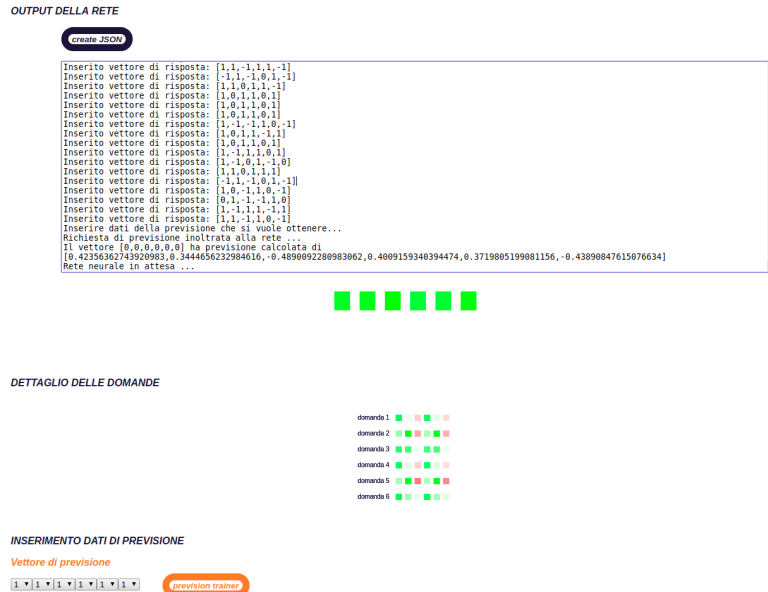 OUTPUT DELLA RETE
create JSON
Inserito vettore di risposta: [1,1,-1,1,1,-1]
Inserito vettore di risposta: [-1,1,-1,0,1,-1]
Inserito vettore di risposta: [1,1,0,1,1,-1]
Inserito vettore di risposta: [1,0,1,1,0,1]
Inserito vettore di risposta: [1,0,1,1,0,1]
Inserito vettore di risposta: [1,0,1,1,0,1]
Inserito vettore di risposta: [1,-1,-1,1,0,-1]
Inserito vettore di risposta: [1,0,1,1,-1,1]
Inserito vettore di risposta: [1,0,1,1,0,1]
Inserito vettore di risposta: [1,-1,1,1,0,1]
Inserito vettore di risposta: [1,-1,0,1,-1,0]
Inserito vettore di risposta: [1,1,0,1,1,1]
Inserito vettore di risposta: [-1,1,-1,0,1,-1]
Inserito vettore di risposta: [1,0,-1,1,0,-1]
Inserito vettore di risposta: [0,1,-1,-1,1,0]
Inserito vettore di risposta: [1,-1,1,1,-1,1]
Inserito vettore di risposta: [1,1,-1,1,0,-1]
Inserire dati della previsione che si vuole ottenere...
Richiesta di previsione inoltrata alla rete ...
Il vettore [0,0,0,0,0,0] ha previsione calcolata di
[0.42356362743920983,0.3444656232984616,-0.4890092280983062,0.4009159340394474,0.3719805199081156,-0.43890847615076634]
Rete neurale in attesa ...
DETTAGLIO DELLE DOMANDE
domanda 1
domanda 2
domanda 3
domanda 4
domanda 5
domanda 6
INSERIMENTO DATI DI PREVISIONE
Vettore di previsione
1 1 1 1 1 1 prevision trainer